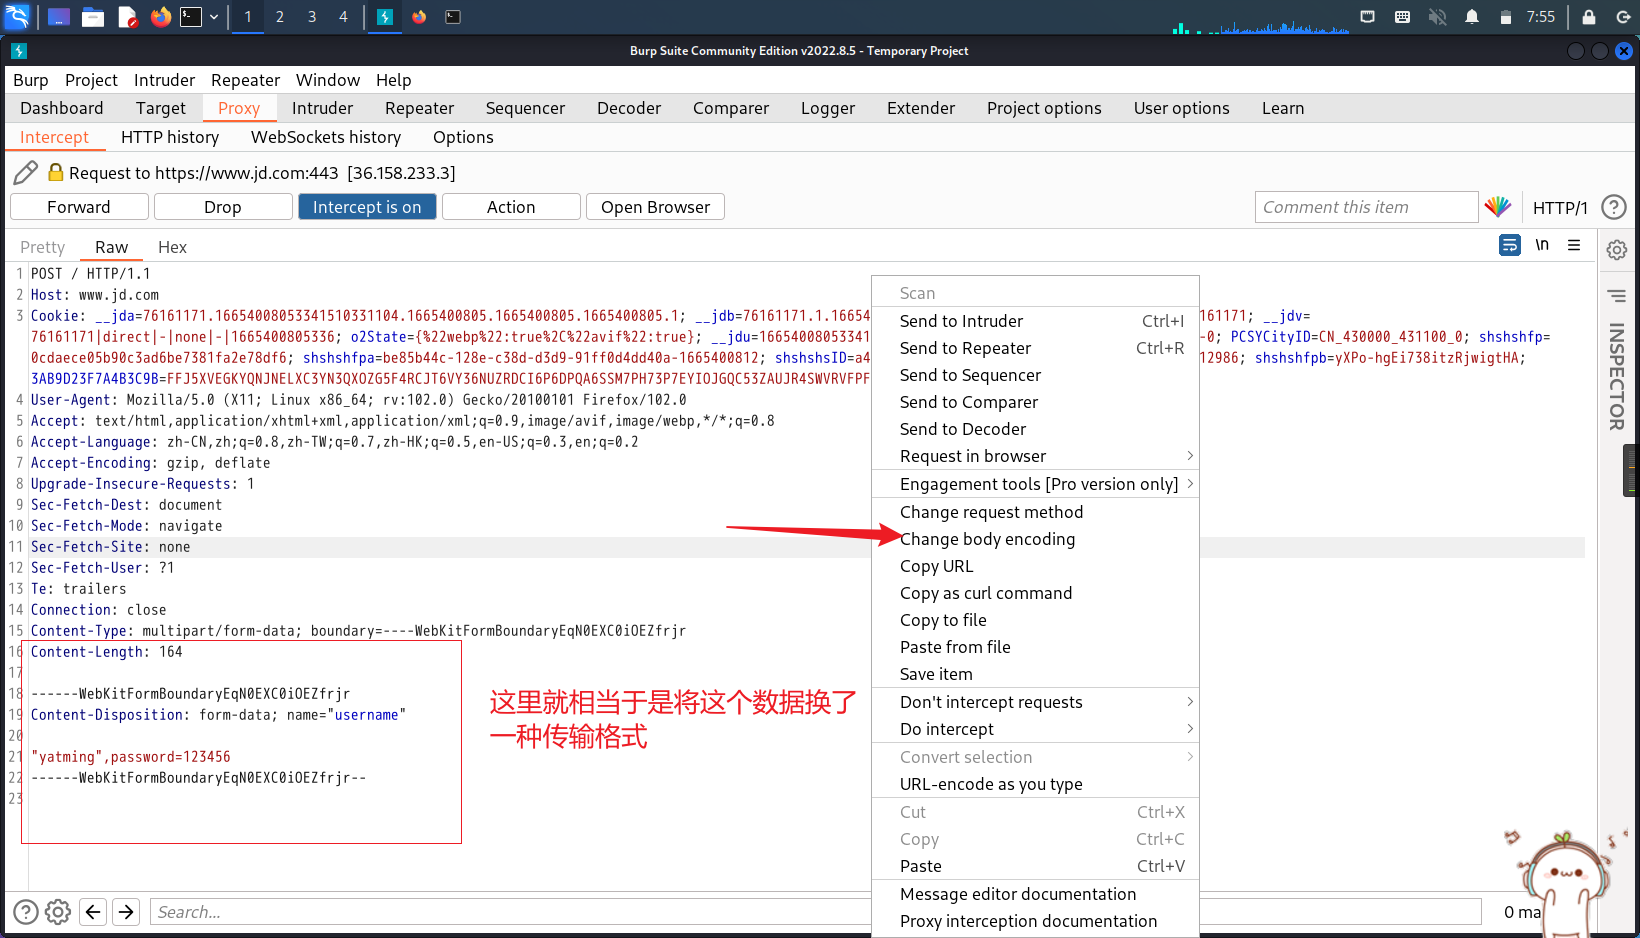 1 2 3 4 7:55
Burp Suite Community Edition v2022.8.5 - Temporary Project
Burp Project Intruder Repeater Window Help
Dashboard Target Proxy Intruder Repeater Sequencer Decoder Comparer Logger Extender Project options User options Learn
Intercept HTTP history WebSockets history Options
Request to https://www.jd.com:443 [36.158.233.3]
Forward Drop Intercept is on Action Open Browser Comment this item HTTP/1 ?
Pretty Raw Hex \n
INSPECTOR
1 POST / HTTP/1.1
2 Host: www.jd.com
3 Cookie: __jda=76161171.16654008053341510331104.1665400805.1665400805.1665400805.1; __jdb=76161171.1.16654 161171; __jdv=
76161171|direct|-|none|-|1665400805336; o2State={%22webp%22:true%2C%22avif%22:true}; __jdu=16654008053341 -0; PCSYCityID=CN_430000_431100_0; shshshfp=
0cdaece05b90c3ad6be7381fa2e78df6; shshshfpa=be85b44c-128e-c38d-d3d9-91ff0d4dd40a-1665400812; shshshsID=a4 12986; shshshfpb=yXPo-hgEi738itzRjwigtHA;
3AB9D23F7A4B3C9B=FFJ5XVEGKYQNJNELXC3YN3QXOZG5F4RCJT6VY36NUZRDCI6P6DPQA6SSM7PH73P7EYIOJGQC53ZAUJR4SWVRVFPF
4 User-Agent: Mozilla/5.0 (X11; Linux x86_64; rv:102.0) Gecko/20100101 Firefox/102.0
5 Accept: text/html,application/xhtml+xml,application/xml;q=0.9,image/avif,image/webp,*/*;q=0.8
6 Accept-Language: zh-CN,zh;q=0.8,zh-TW;q=0.7,zh-HK;q=0.5,en-US;q=0.3,en;q=0.2
7 Accept-Encoding: gzip, deflate
8 Upgrade-Insecure-Requests: 1
9 Sec-Fetch-Dest: document
10 Sec-Fetch-Mode: navigate
11 Sec-Fetch-Site: none
12 Sec-Fetch-User: ?1
13 Te: trailers
14 Connection: close
15 Content-Type: multipart/form-data; boundary=----WebKitFormBoundaryEqN0EXC0iOEZfrjr
16 Content-Length: 164
17
18 ------WebKitFormBoundaryEqN0EXC0iOEZfrjr
19 Content-Disposition: form-data; name="username"
20
21 "yatming",password=123456
22 ------WebKitFormBoundaryEqN0EXC0iOEZfrjr--
23
这里就相当于是将这个数据换了
一种传输格式
Scan
Send to Intruder Ctrl+I
Send to Repeater Ctrl+R
Send to Sequencer
Send to Comparer
Send to Decoder
Request in browser
Engagement tools [Pro version only]
Change request method
Change body encoding
Copy URL
Copy as curl command
Copy to file
Paste from file
Save item
Don't intercept requests
Do intercept
Convert selection
URL-encode as you type
Cut Ctrl+X
Copy Ctrl+C
Paste Ctrl+V
Message editor documentation
Proxy interception documentation
? Search... 0 ma